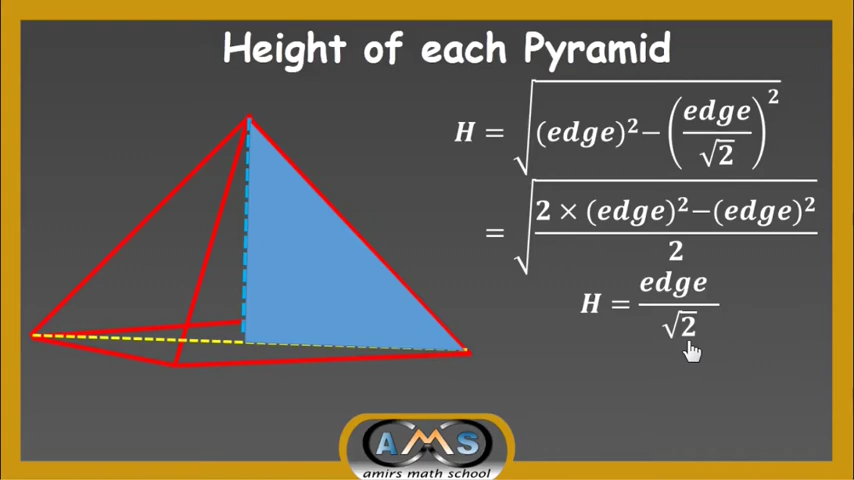 Height of each Pyramid
H = √((edge)² − (edge/√2)²)
= √((2 × (edge)² − (edge)²)/2)
H = edge/√2
AMS
amirs math school